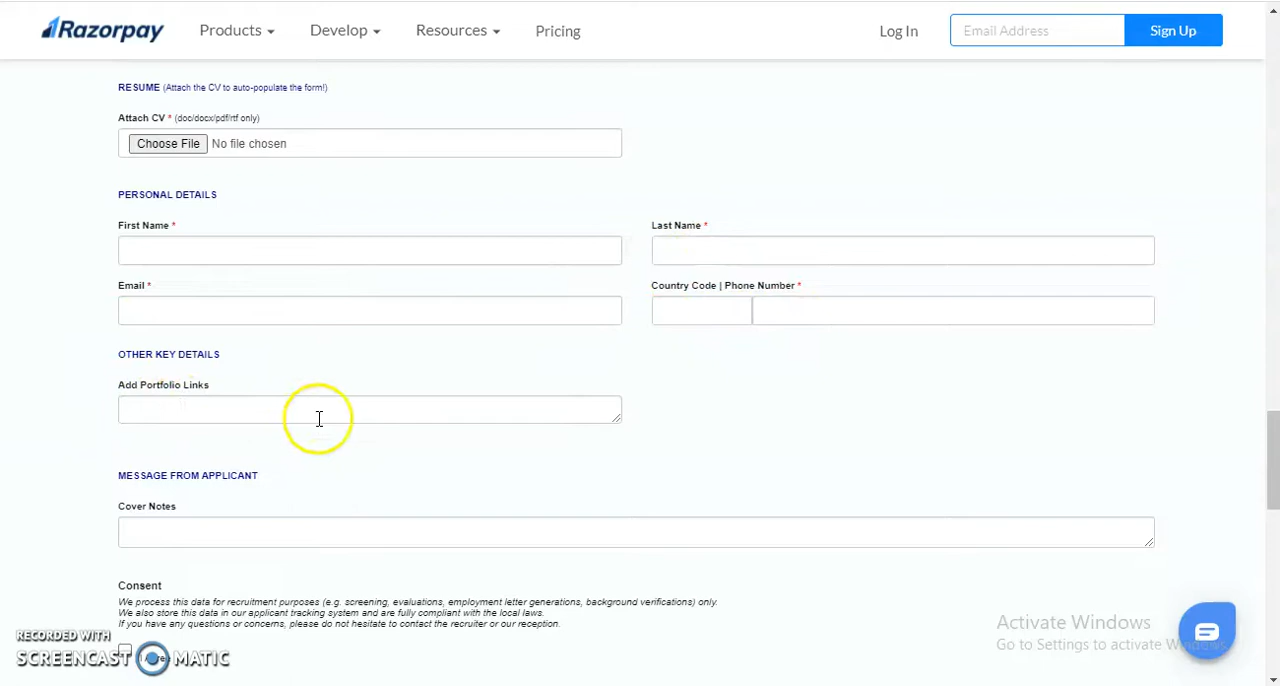 Razorpay Products Develop Resources Pricing Log In Email Address Sign Up
RESUME (Attach the CV to auto-populate the form!)
Attach CV * (doc/docx/pdf/rtf only)
Choose File No file chosen
PERSONAL DETAILS
First Name * Last Name *
Email * Country Code | Phone Number *
OTHER KEY DETAILS
Add Portfolio Links
MESSAGE FROM APPLICANT
Cover Notes
Consent
We process this data for recruitment purposes (e.g. screening, evaluations, employment letter generations, background verifications) only.
We also store this data in our applicant tracking system and are fully compliant with the local laws.
If you have any questions or concerns, please do not hesitate to contact the recruiter or our reception.
Activate Windows
Go to Settings to activate Windows.
RECORDED WITH
SCREENCAST MATIC